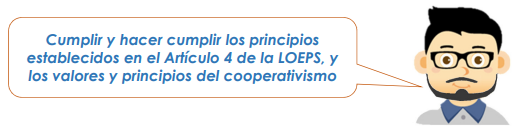 Cumplir y hacer cumplir los principios
establecidos en el Artículo 4 de la LOEPS, y
los valores y principios del cooperativismo